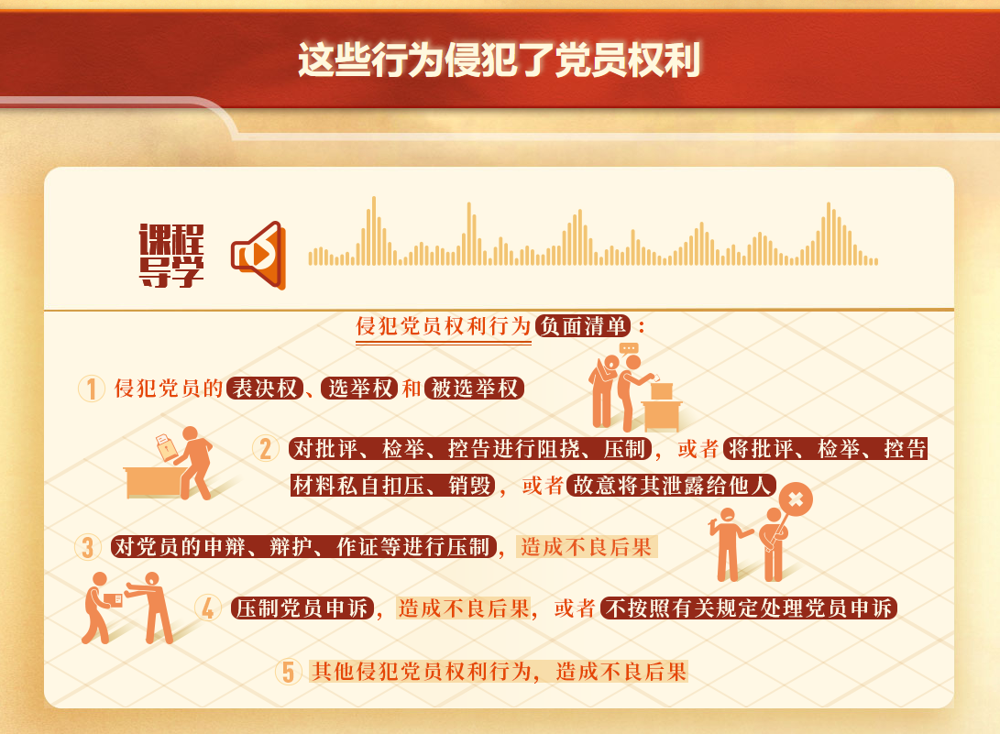 这些行为侵犯了党员权利
课程
导学
侵犯党员权利行为负面清单：
1 侵犯党员的表决权、选举权和被选举权
2 对批评、检举、控告进行阻挠、压制，或者将批评、检举、控告
材料私自扣压、销毁，或者故意将其泄露给他人
3 对党员的申辩、辩护、作证等进行压制，造成不良后果
4 压制党员申诉，造成不良后果，或者不按照有关规定处理党员申诉
5 其他侵犯党员权利行为，造成不良后果